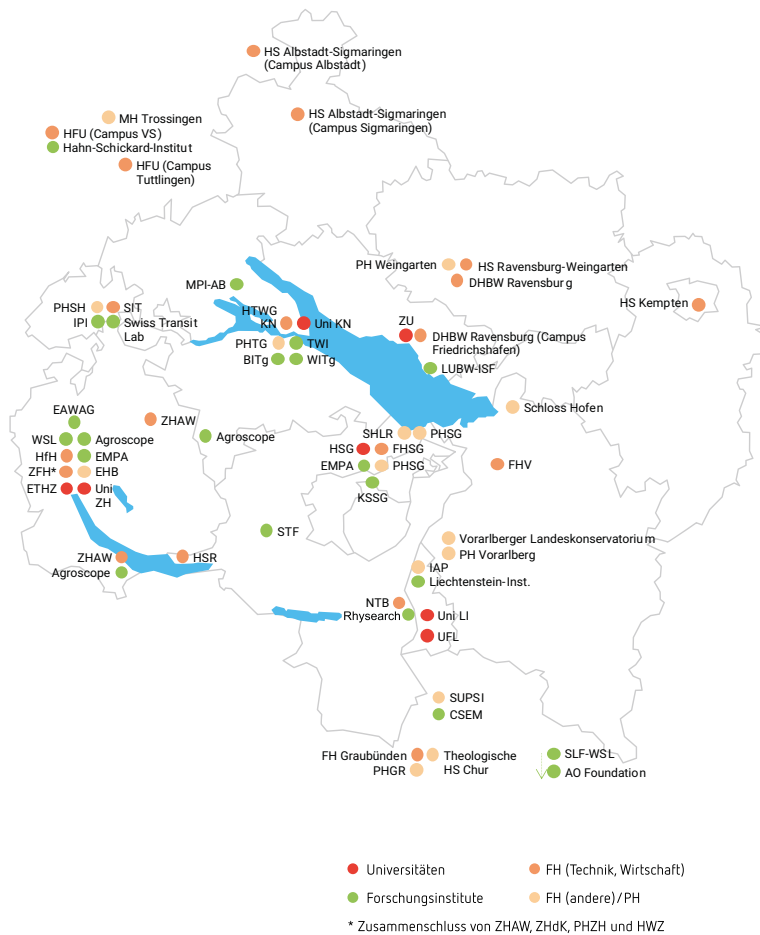 HS Albstadt-Sigmaringen
(Campus Albstadt)
MH Trossingen
HS Albstadt-Sigmaringen
(Campus Sigmaringen)
HFU (Campus VS)
Hahn-Schickard-Institut
HFU (Campus
Tuttlingen)
PH Weingarten
HS Ravensburg-Weingarten
DHBW Ravensburg
MPI-AB
HS Kempten
PHSH
SIT
IPI
Swiss Transit
Lab
HTWG
KN
Uni KN
ZU
DHBW Ravensburg (Campus
Friedrichshafen)
PHTG
TWI
BITg
WITg
LUBW-ISF
Schloss Hofen
EAWAG
ZHAW
WSL
Agroscope
Agroscope
HfH
EMPA
ZFH*
EHB
ETHZ
Uni
ZH
SHLR
PHSG
HSG
FHSG
EMPA
PHSG
KSSG
FHV
STF
Vorarlberger Landeskonservatorium
PH Vorarlberg
ZHAW
HSR
Agroscope
IAP
Liechtenstein-Inst.
NTB
Rhysearch
Uni LI
UFL
SUPSI
CSEM
FH Graubünden
Theologische
HS Chur
PHGR
SLF-WSL
AO Foundation
Universitäten
FH (Technik, Wirtschaft)
Forschungsinstitute
FH (andere)/PH
* Zusammenschluss von ZHAW, ZHdK, PHZH und HWZ